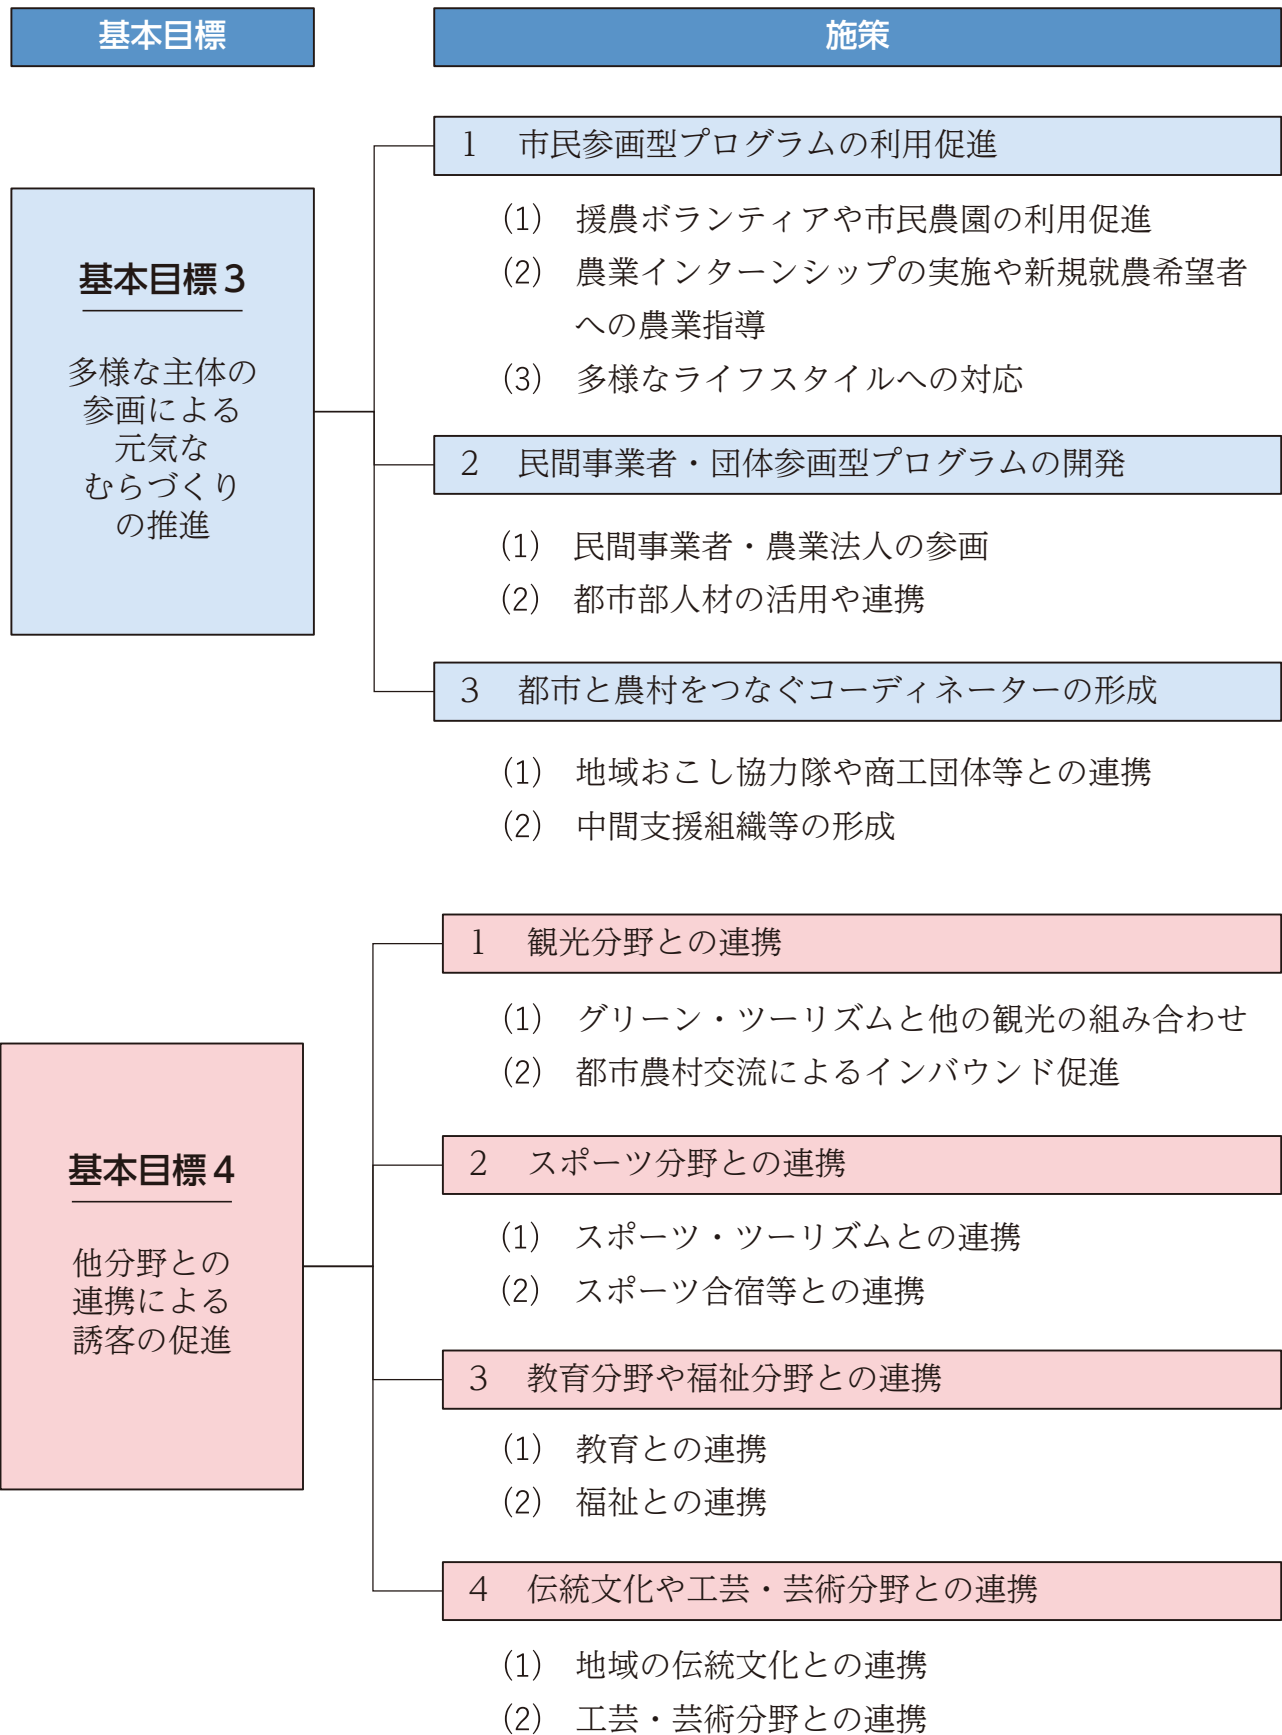 基本目標
施策
基本目標3
多様な主体の
参画による
元気な
むらづくり
の推進
1 市民参画型プログラムの利用促進
(1) 援農ボランティアや市民農園の利用促進
(2) 農業インターンシップの実施や新規就農希望者
への農業指導
(3) 多様なライフスタイルへの対応
2 民間事業者・団体参画型プログラムの開発
(1) 民間事業者・農業法人の参画
(2) 都市部人材の活用や連携
3 都市と農村をつなぐコーディネーターの形成
(1) 地域おこし協力隊や商工団体等との連携
(2) 中間支援組織等の形成
基本目標4
他分野との
連携による
誘客の促進
1 観光分野との連携
(1) グリーン・ツーリズムと他の観光の組み合わせ
(2) 都市農村交流によるインバウンド促進
2 スポーツ分野との連携
(1) スポーツ・ツーリズムとの連携
(2) スポーツ合宿等との連携
3 教育分野や福祉分野との連携
(1) 教育との連携
(2) 福祉との連携
4 伝統文化や工芸・芸術分野との連携
(1) 地域の伝統文化との連携
(2) 工芸・芸術分野との連携